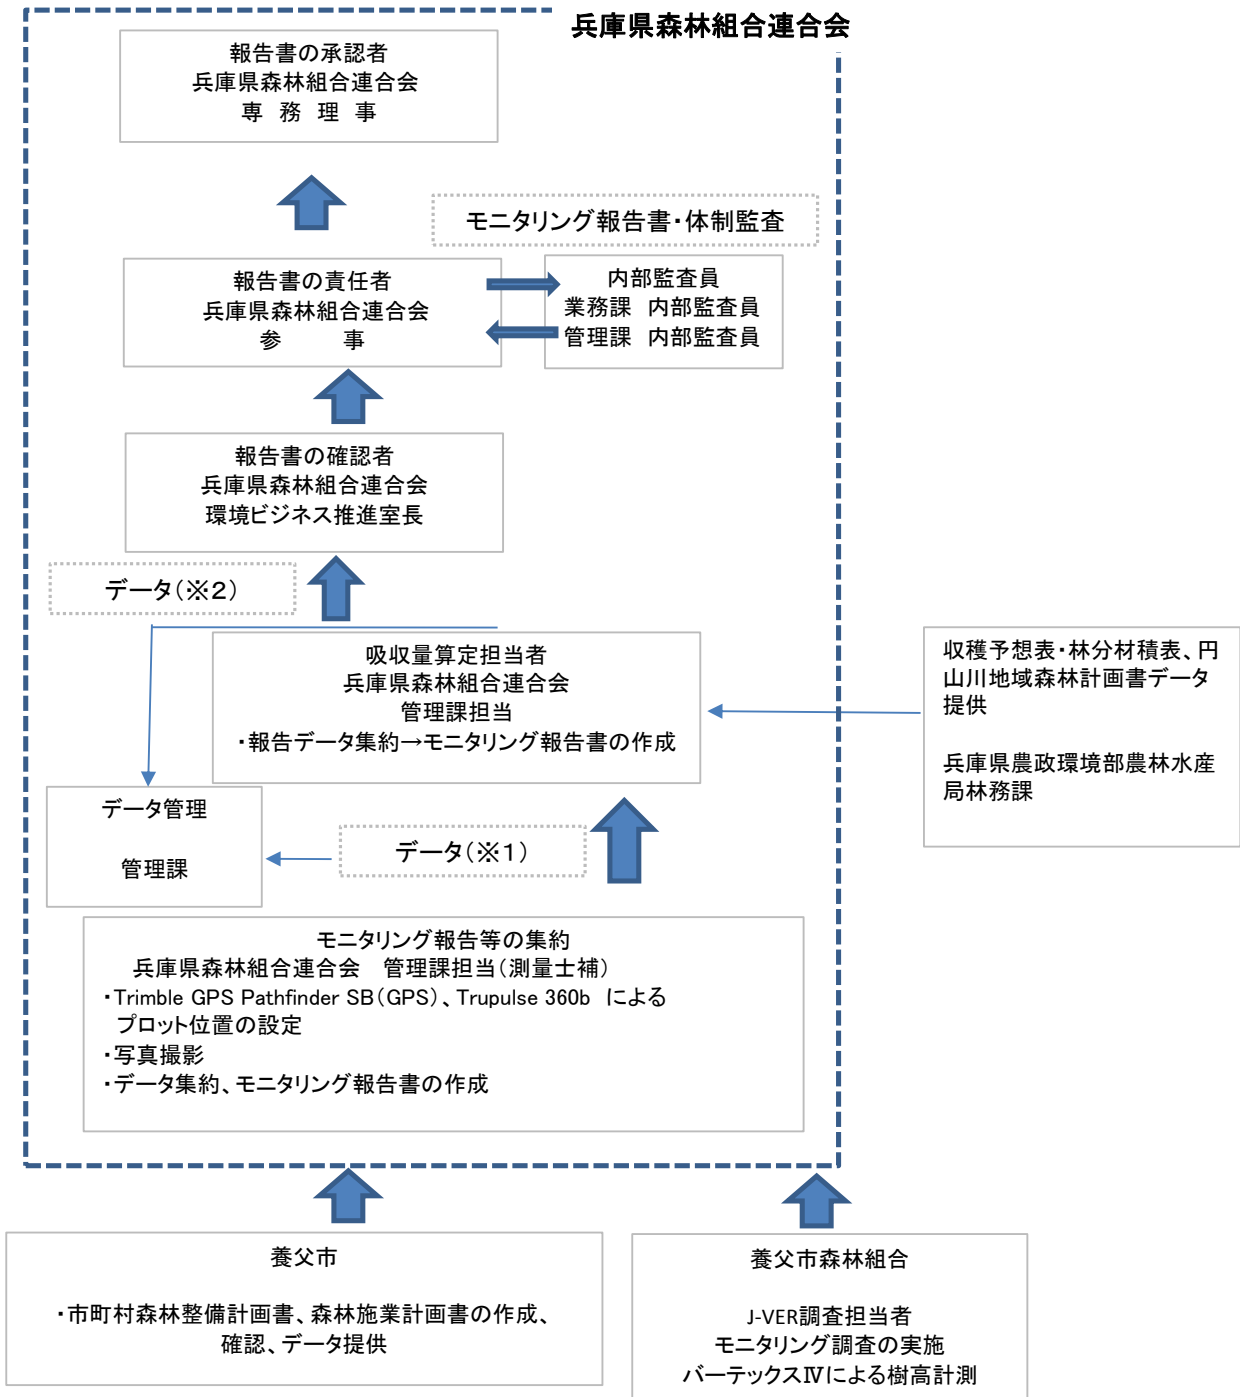 兵庫県森林組合連合会
報告書の承認者
兵庫県森林組合連合会
専 務 理 事
モニタリング報告書・体制監査
報告書の責任者
兵庫県森林組合連合会
参 事
内部監査員
業務課 内部監査員
管理課 内部監査員
報告書の確認者
兵庫県森林組合連合会
環境ビジネス推進室長
データ(※2)
吸収量算定担当者
兵庫県森林組合連合会
管理課担当
・報告データ集約→モニタリング報告書の作成
収穫予想表・林分材積表、円
山川地域森林計画書データ
提供
兵庫県農政環境部農林水産
局林務課
データ管理
管理課
データ(※1)
モニタリング報告等の集約
兵庫県森林組合連合会 管理課担当(測量士補)
・Trimble GPS Pathfinder SB(GPS)、Trupulse 360b による
プロット位置の設定
・写真撮影
・データ集約、モニタリング報告書の作成
養父市
・市町村森林整備計画書、森林施業計画書の作成、
確認、データ提供
養父市森林組合
J-VER調査担当者
モニタリング調査の実施
バーテックスⅣによる樹高計測